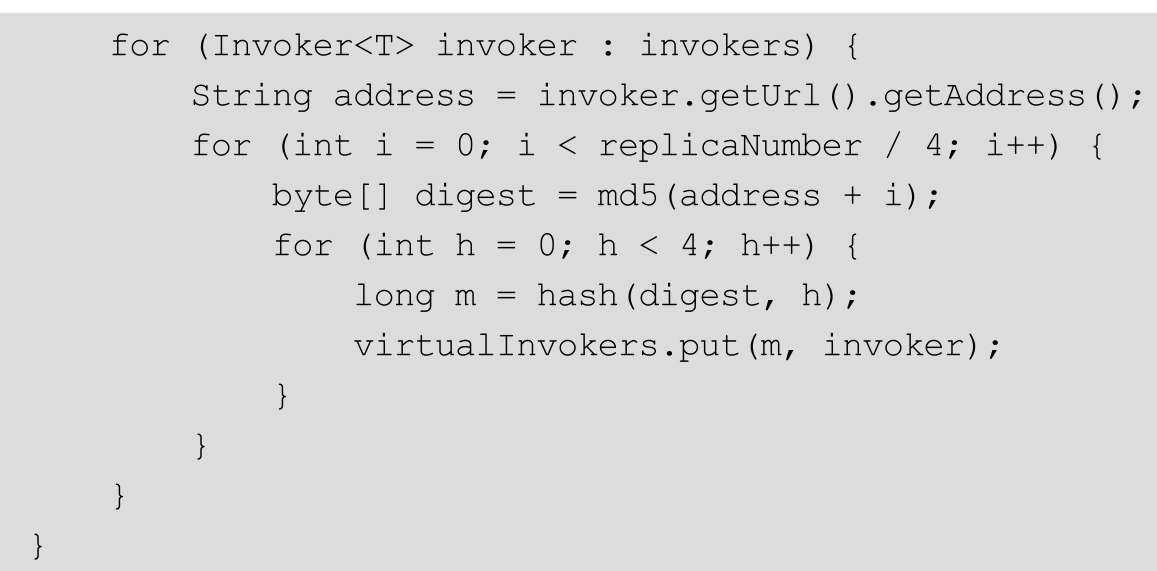 for (Invoker<T> invoker : invokers) {
String address = invoker.getUrl().getAddress();
for (int i = 0; i < replicaNumber / 4; i++) {
byte[] digest = md5(address + i);
for (int h = 0; h < 4; h++) {
long m = hash(digest, h);
virtualInvokers.put(m, invoker);
}
}
}
}